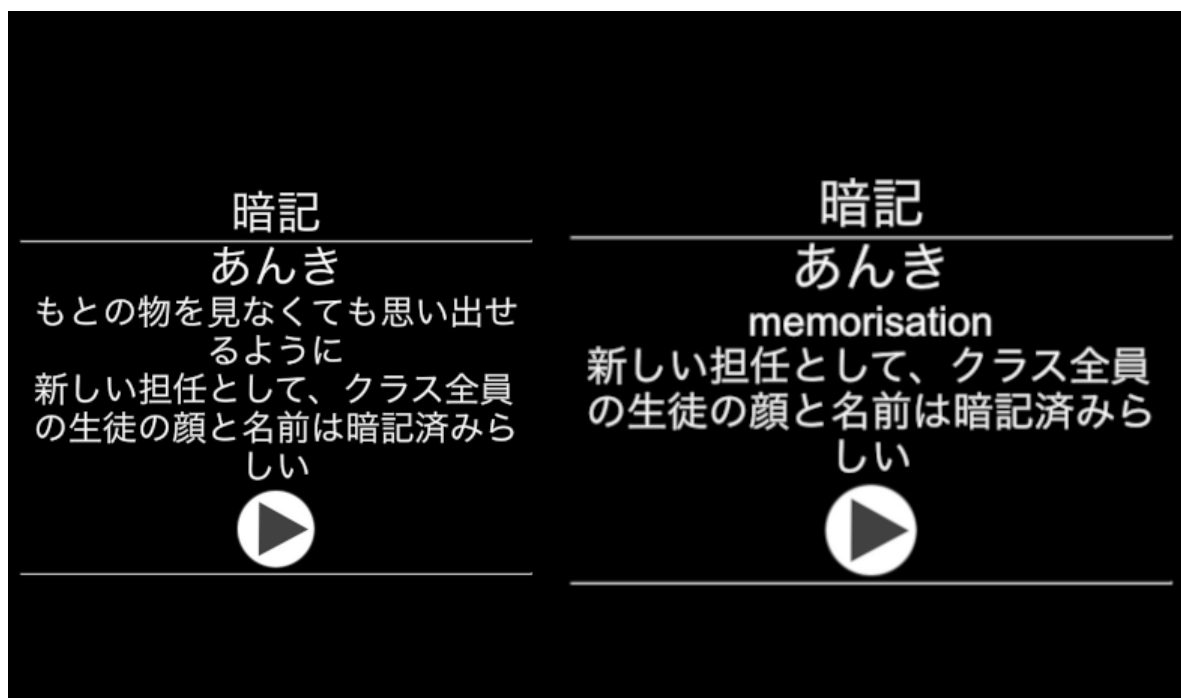 暗記
あんき
もとの物を見なくても思い出せ
るように
新しい担任として、クラス全員
の生徒の顔と名前は暗記済みら
しい
暗記
あんき
memorisation
新しい担任として、クラス全員
の生徒の顔と名前は暗記済みら
しい